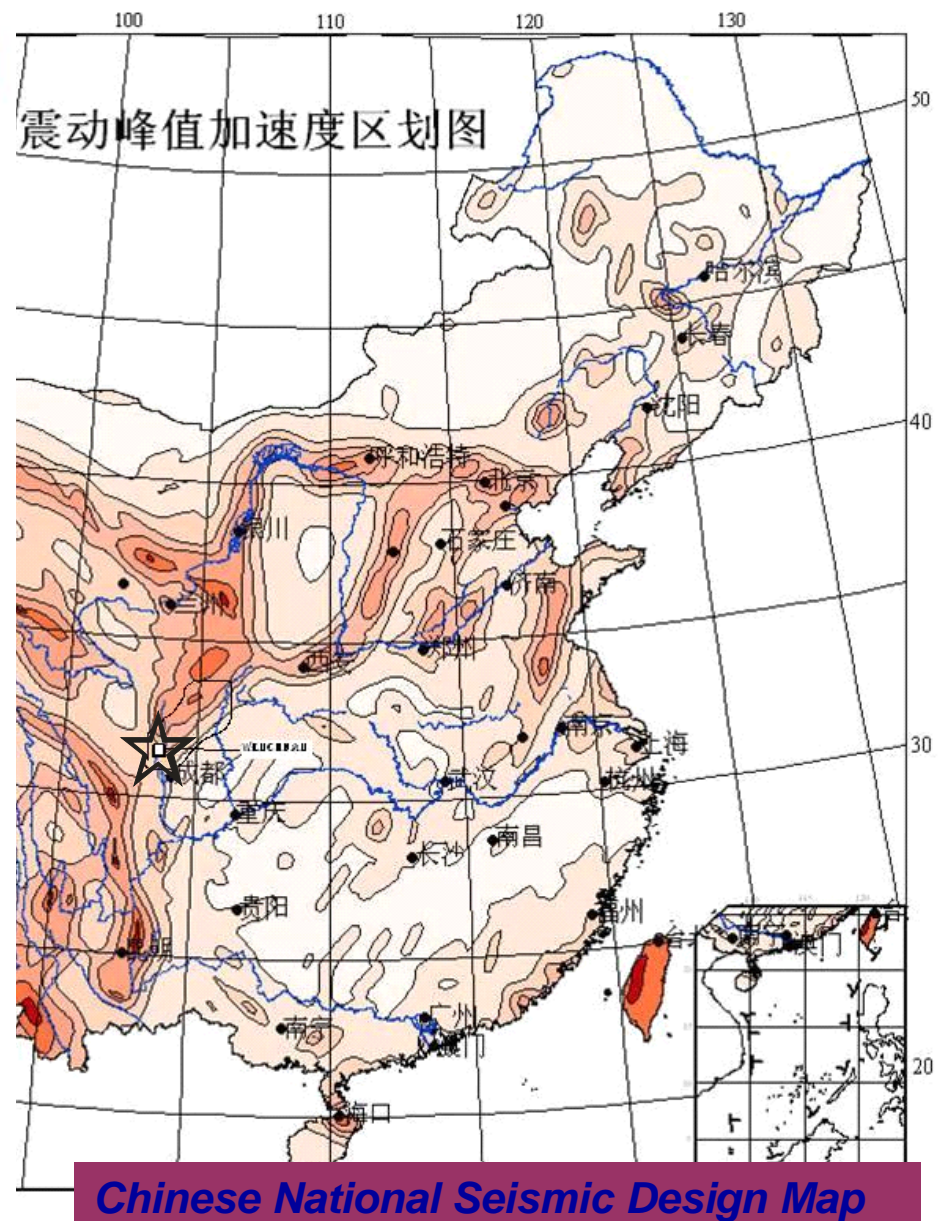 100 110 120 130
50
震动峰值加速度区划图
哈尔滨
长春
沈阳
40
呼和浩特
北京
银川
石家庄
济南
兰州
西安
郑州
南京
上海
30
成都
武汉
杭州
重庆
南昌
长沙
贵阳
福州
昆明
广州
南宁
澳门
澳门
20
海口
Chinese National Seismic Design Map